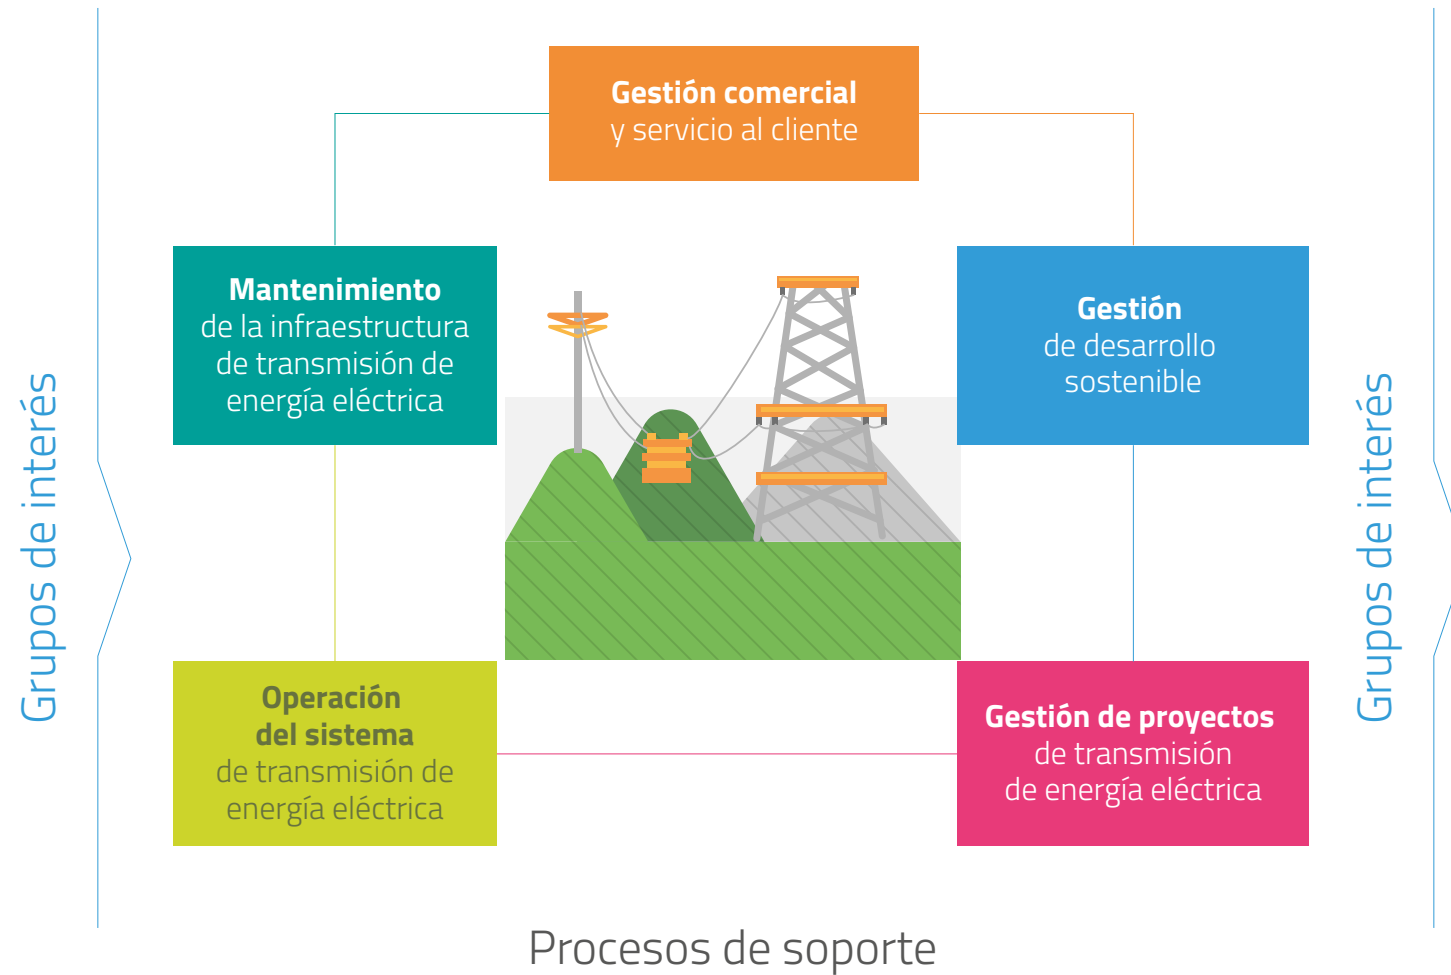 Grupos de interés
Gestión comercial
y servicio al cliente
Mantenimiento
de la infraestructura
de transmisión de
energía eléctrica
Gestión
de desarrollo
sostenible
Operación
del sistema
de transmisión de
energía eléctrica
Gestión de proyectos
de transmisión
de energía eléctrica
Grupos de interés
Procesos de soporte